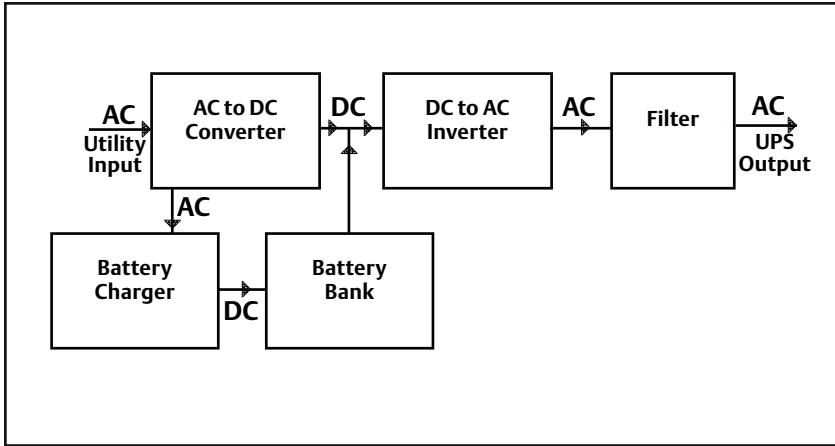 AC
Utility
Input
AC to DC
Converter
DC
DC to AC
Inverter
AC
Filter
AC
UPS
Output
AC
Battery
Charger
DC
Battery
Bank